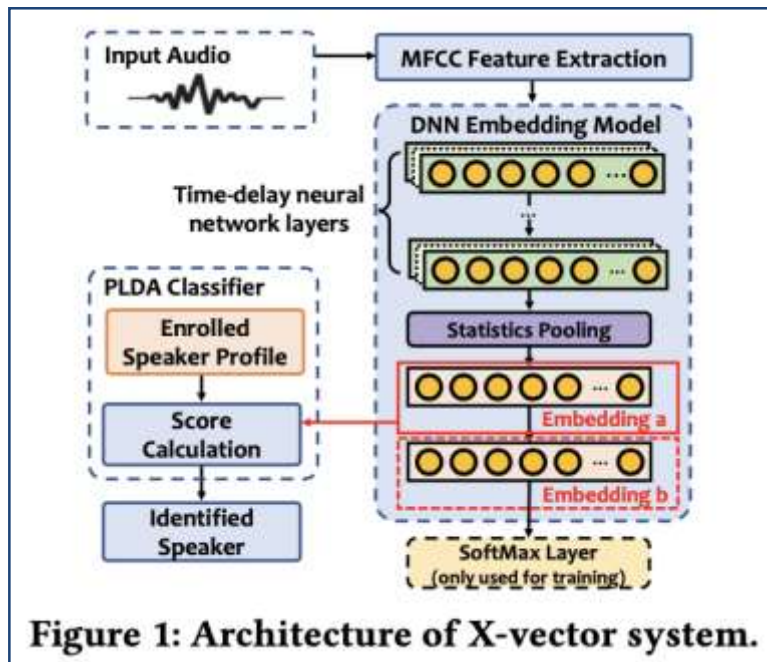 Input Audio
MFCC Feature Extraction
DNN Embedding Model
Time-delay neural
network layers
...
...
...
PLDA Classifier
Enrolled
Speaker Profile
Statistics Pooling
...
Embedding a
Score
Calculation
...
Embedding b
Identified
Speaker
SoftMax Layer
(only used for training)
Figure 1: Architecture of X-vector system.